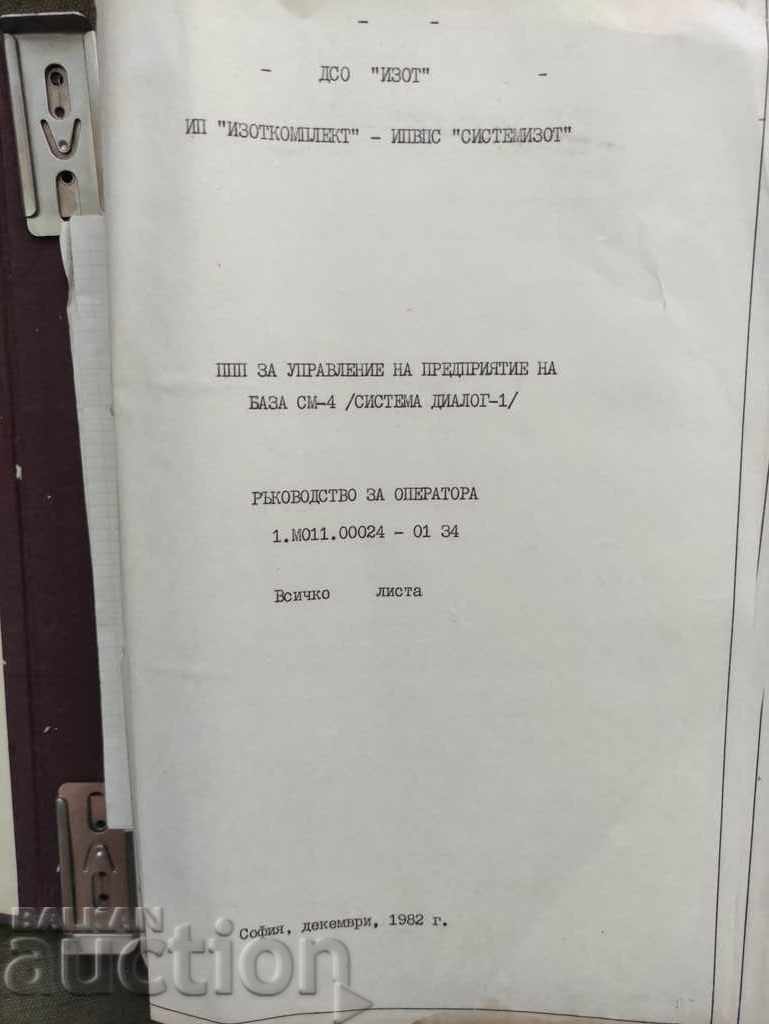 - -
- ДСО "ИЗОТ" -
ИП "ИЗОТКОМПЛЕКТ" - ИПВПС "СИСТЕМИЗОТ"
ППП ЗА УПРАВЛЕНИЕ НА ПРЕДПРИЯТИЕ НА
БАЗА СМ-4 /СИСТЕМА ДИАЛОГ-1/
РЪКОВОДСТВО ЗА ОПЕРАТОРА
1.М011.00024 - 01 34
Всичко листа
София, декември, 1982 г.
BALKAN
auction